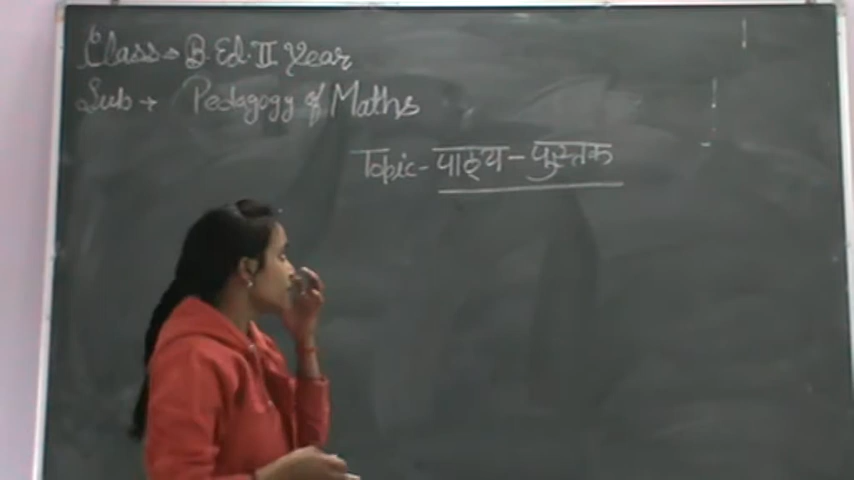 Class → B.Ed. II Year
Sub → Pedagogy of Maths
Topic - पाठ्य - पुस्तक